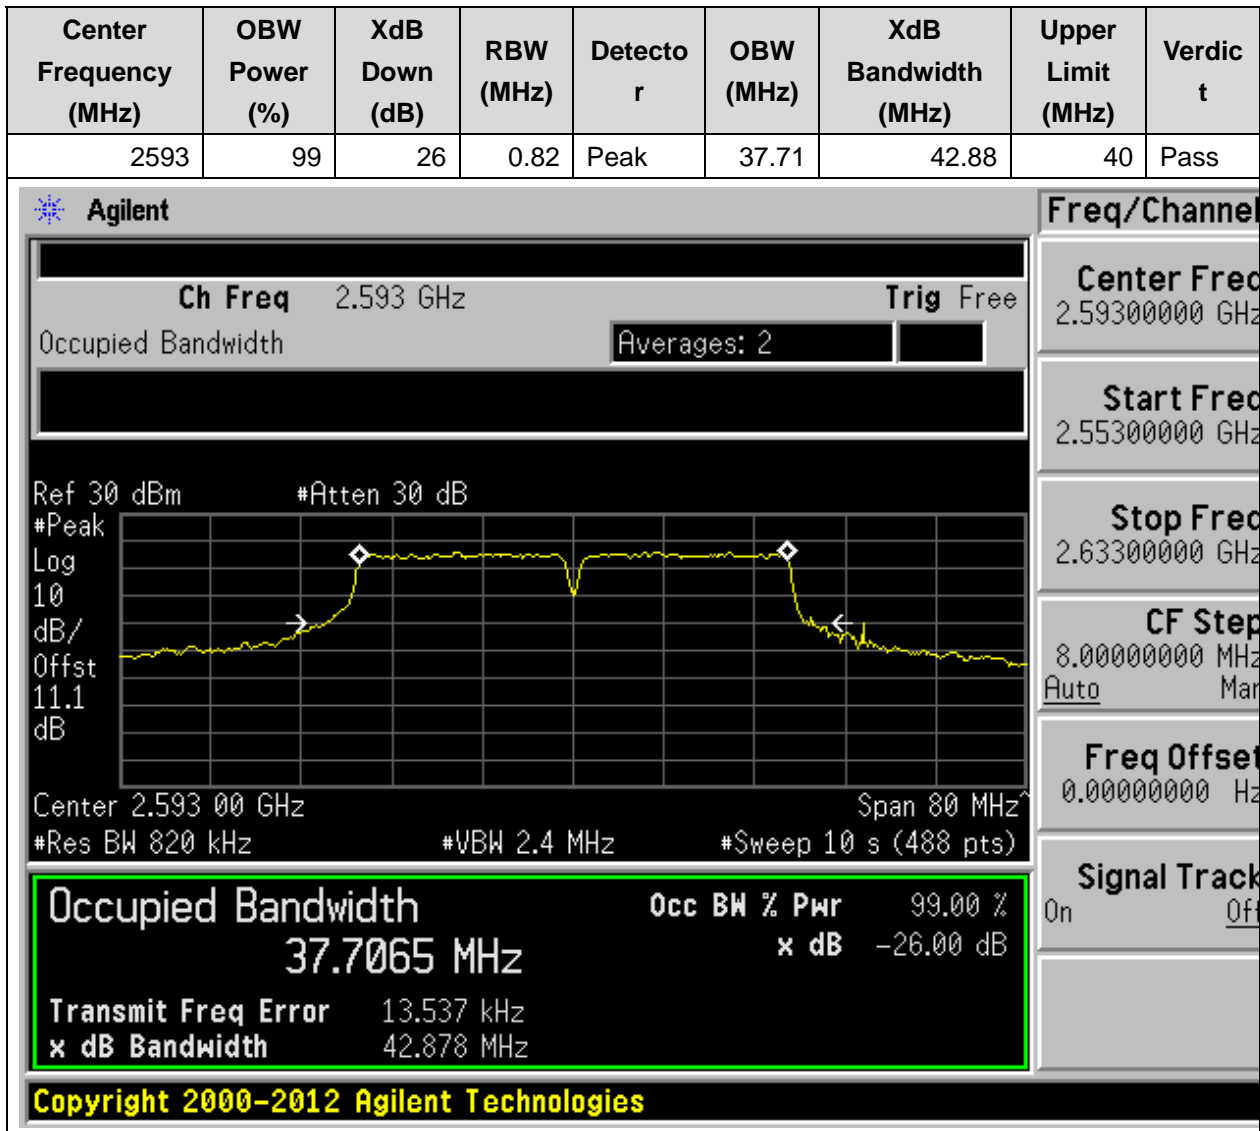 Center Frequency (MHz) OBW Power (%) XdB Down (dB) RBW (MHz) Detector OBW (MHz) XdB Bandwidth (MHz) Upper Limit (MHz) Verdict
2593 99 26 0.82 Peak 37.71 42.88 40 Pass
Agilent
Freq/Channel
Ch Freq 2.593 GHz Trig Free
Occupied Bandwidth Averages: 2
Center Freq
2.59300000 GHz
Start Freq
2.55300000 GHz
Stop Freq
2.63300000 GHz
CF Step
8.00000000 MHz
Auto Man
Freq Offset
0.00000000 Hz
Signal Track
On Off
Ref 30 dBm #Atten 30 dB
#Peak
Log
10
dB/
Offst
11.1
dB
Center 2.593 00 GHz Span 80 MHz^
#Res BW 820 kHz #VBW 2.4 MHz #Sweep 10 s (488 pts)
Occupied Bandwidth Occ BW % Pwr 99.00 %
37.7065 MHz x dB -26.00 dB
Transmit Freq Error 13.537 kHz
x dB Bandwidth 42.878 MHz
Copyright 2000-2012 Agilent Technologies